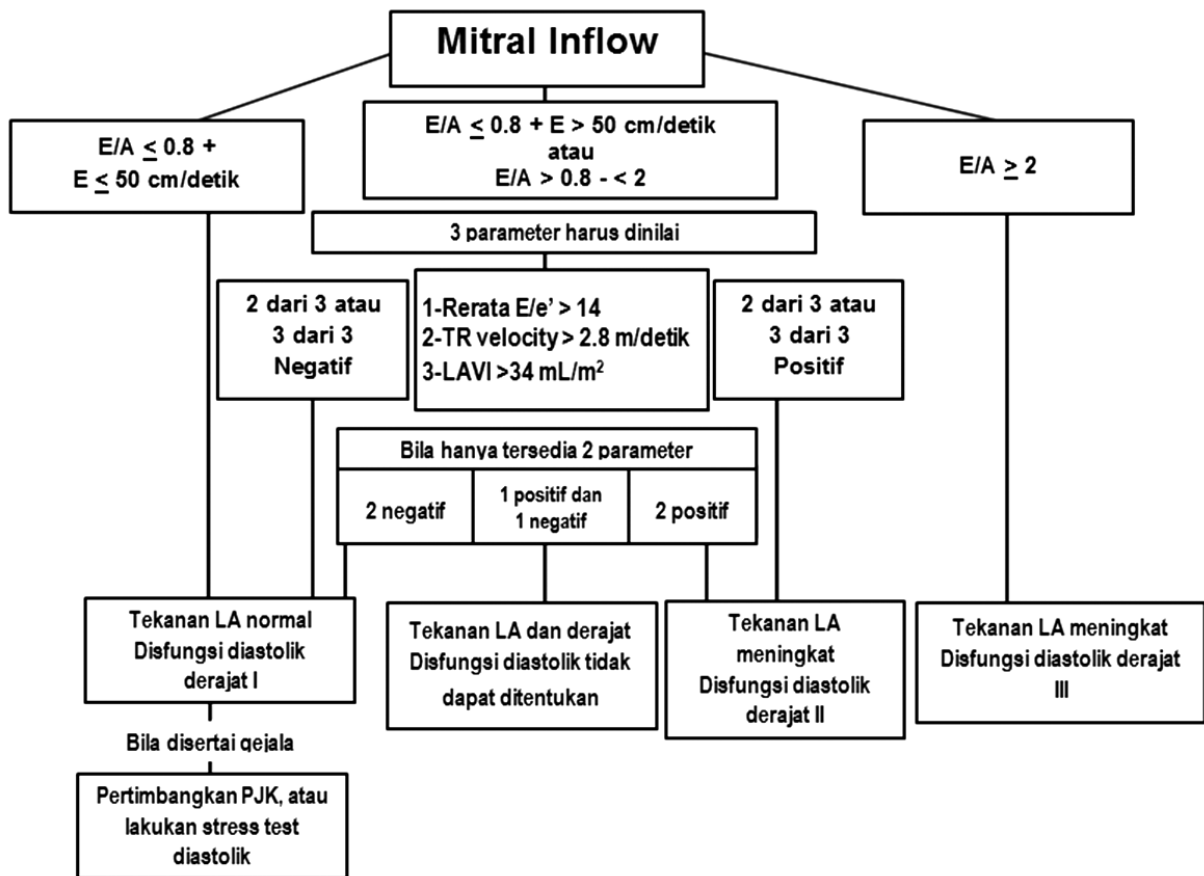 Mitral Inflow
E/A ≤ 0.8 +
E ≤ 50 cm/detik
E/A ≤ 0.8 + E > 50 cm/detik
atau
E/A > 0.8 - < 2
E/A ≥ 2
3 parameter harus dinilai
2 dari 3 atau
3 dari 3
Negatif
1-Rerata E/e' > 14
2-TR velocity > 2.8 m/detik
3-LAVI >34 mL/m²
2 dari 3 atau
3 dari 3
Positif
Bila hanya tersedia 2 parameter
2 negatif
1 positif dan
1 negatif
2 positif
Tekanan LA normal
Disfungsi diastolik
derajat I
Tekanan LA dan derajat
Disfungsi diastolik tidak
dapat ditentukan
Tekanan LA
meningkat
Disfungsi diastolik
derajat II
Tekanan LA meningkat
Disfungsi diastolik derajat
III
Bila disertai gejala
Pertimbangkan PJK, atau
lakukan stress test
diastolik